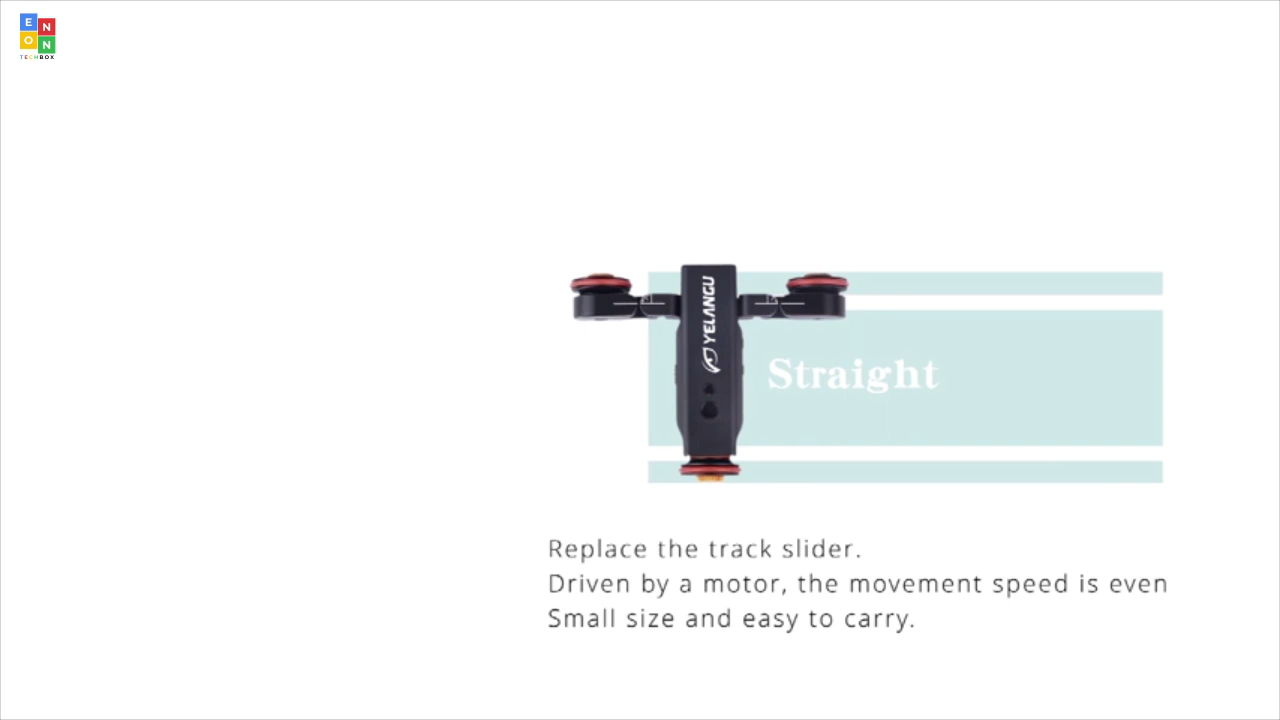 E N
O N
TECHBOX
YELANGU
Straight
Replace the track slider.
Driven by a motor, the movement speed is even
Small size and easy to carry.